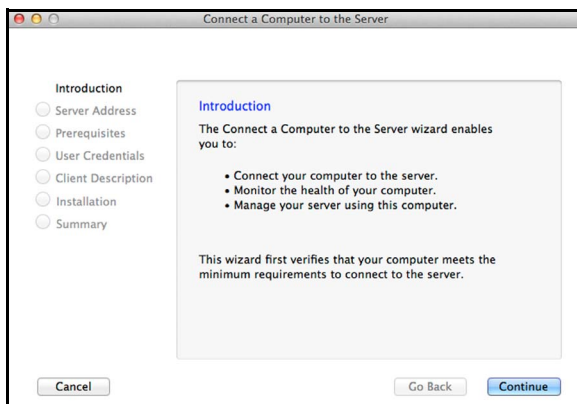 Connect a Computer to the Server
Introduction
Server Address
Prerequisites
User Credentials
Client Description
Installation
Summary
Introduction
The Connect a Computer to the Server wizard enables
you to:
• Connect your computer to the server.
• Monitor the health of your computer.
• Manage your server using this computer.
This wizard first verifies that your computer meets the
minimum requirements to connect to the server.
Cancel
Go Back
Continue